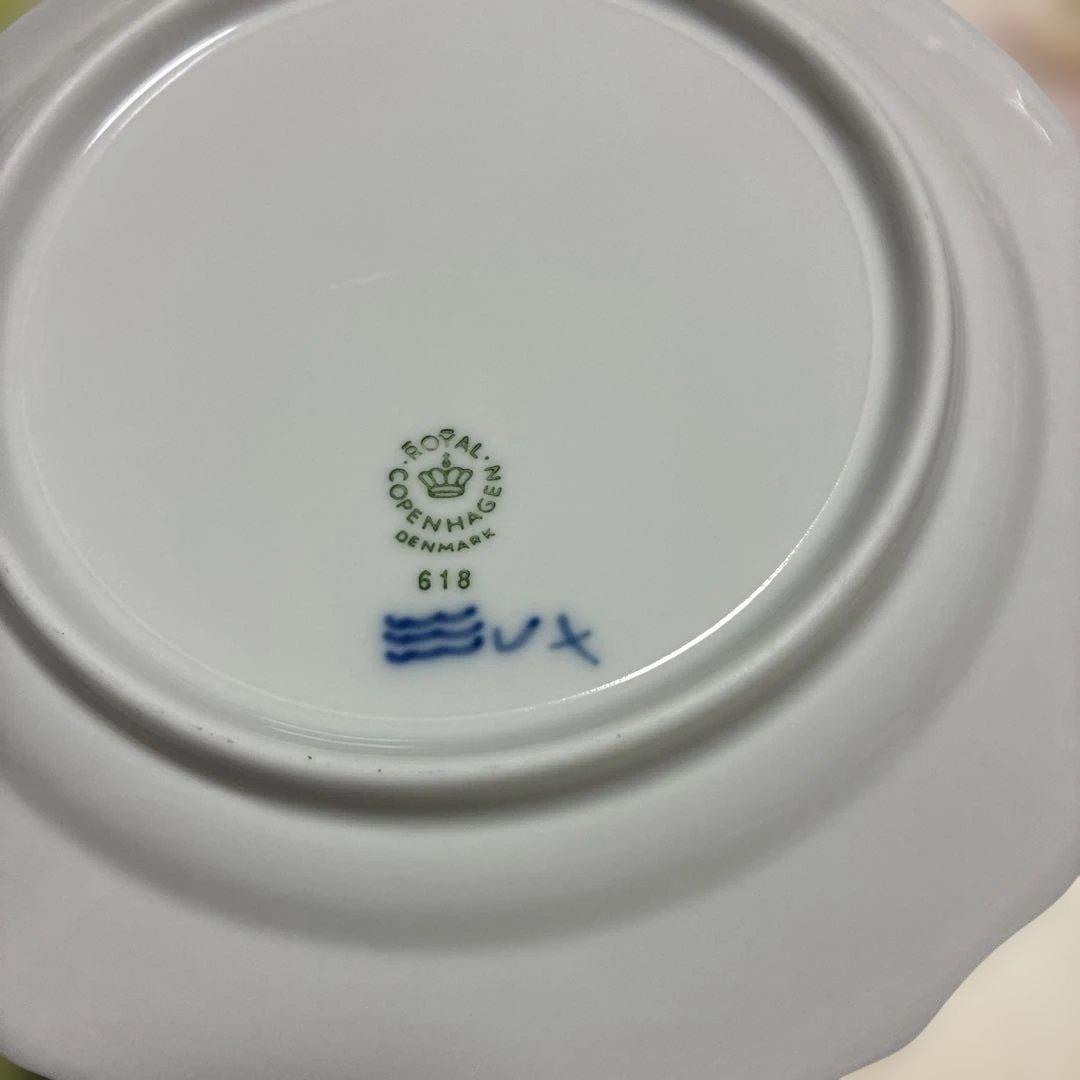 ROYAL
COPENHAGEN
DENMARK
618